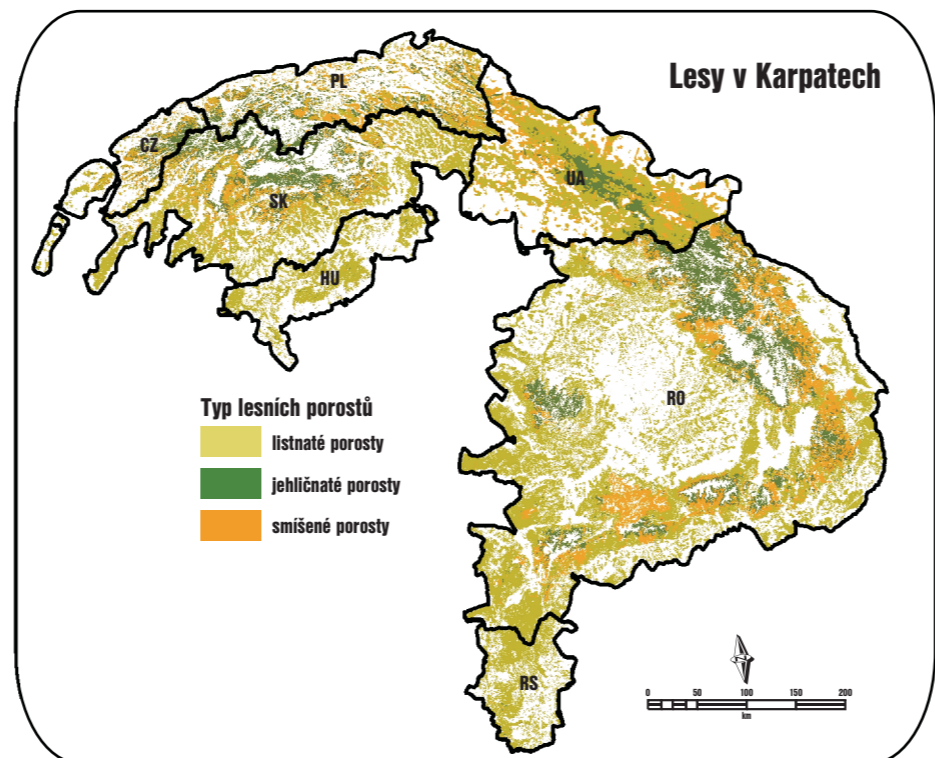 Lesy v Karpatech
PL
CZ
UA
SK
HU
RO
Typ lesních porostů
listnaté porosty
jehličnaté porosty
smíšené porosty
RS
0 50 100 150 200
km